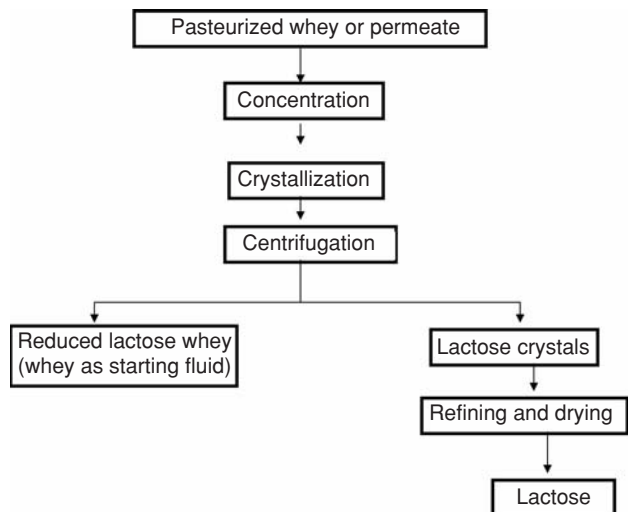 Pasteurized whey or permeate
Concentration
Crystallization
Centrifugation
Reduced lactose whey
(whey as starting fluid)
Lactose crystals
Refining and drying
Lactose